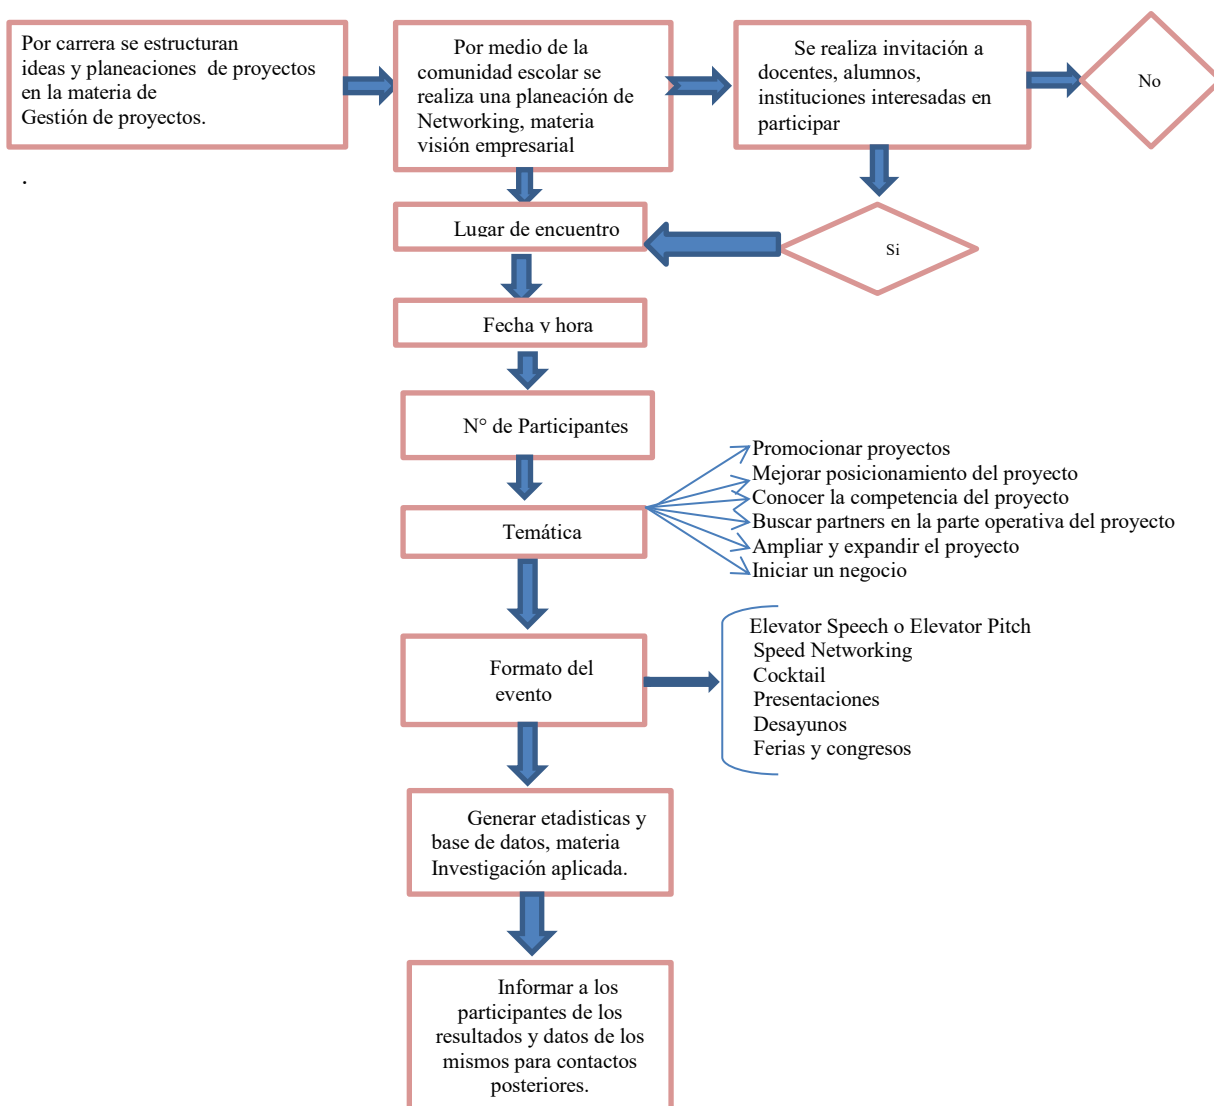 Por carrera se estructuran
ideas y planeaciones de proyectos
en la materia de
Gestión de proyectos.
.
Por medio de la
comunidad escolar se
realiza una planeación de
Networking, materia
visión empresarial
Se realiza invitación a
docentes, alumnos,
instituciones interesadas en
participar
No
Si
Lugar de encuentro
Fecha y hora
N° de Participantes
Temática
Promocionar proyectos
Mejorar posicionamiento del proyecto
Conocer la competencia del proyecto
Buscar partners en la parte operativa del proyecto
Ampliar y expandir el proyecto
Iniciar un negocio
Formato del
evento
Elevator Speech o Elevator Pitch
Speed Networking
Cocktail
Presentaciones
Desayunos
Ferias y congresos
Generar etadisticas y
base de datos, materia
Investigación aplicada.
Informar a los
participantes de los
resultados y datos de los
mismos para contactos
posteriores.